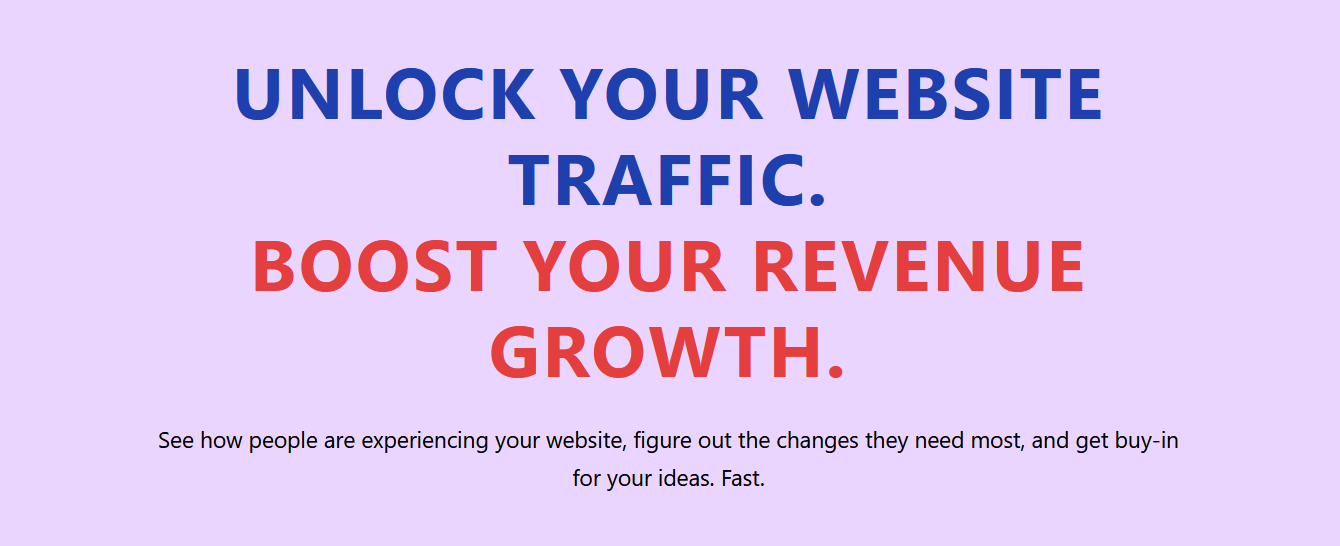 UNLOCK YOUR WEBSITE
TRAFFIC.
BOOST YOUR REVENUE
GROWTH.
See how people are experiencing your website, figure out the changes they need most, and get buy-in
for your ideas. Fast.